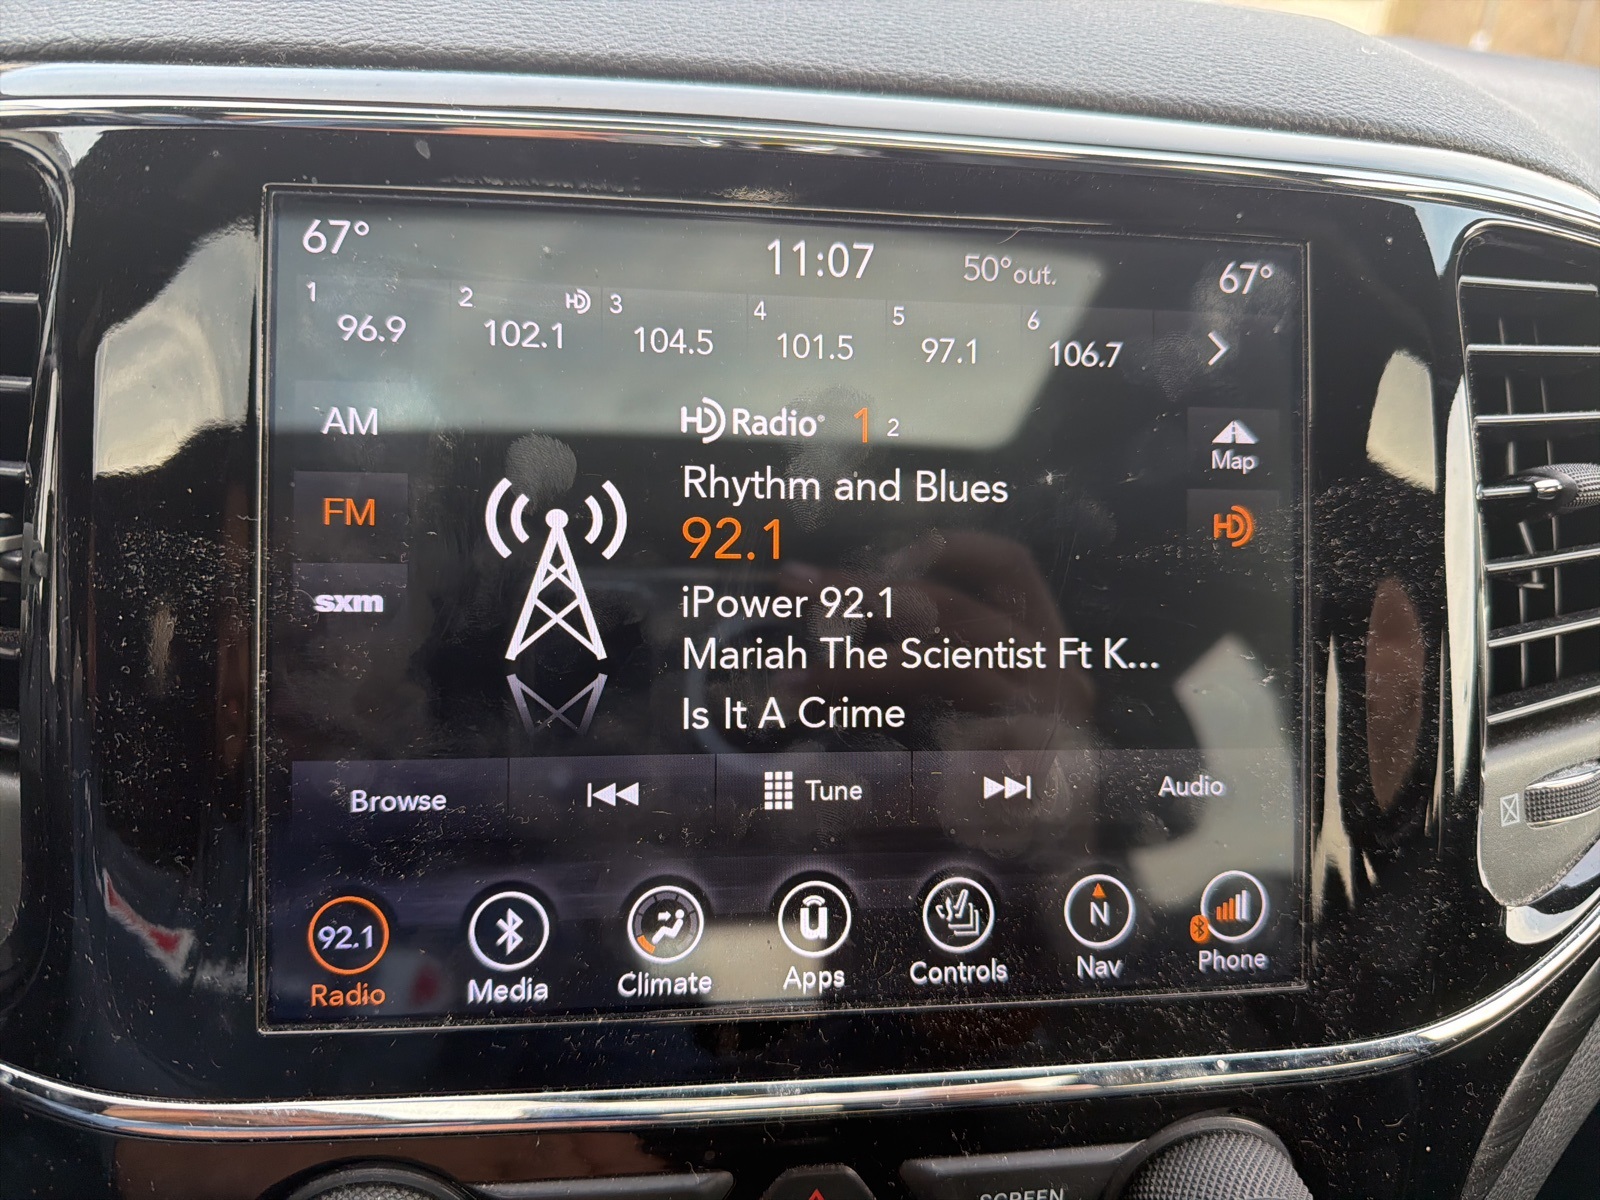 67° 11:07 50°out. 67°
1 2 HD 3 4 5 6
96.9 102.1 104.5 101.5 97.1 106.7
AM
HD Radio® 1 2
Map
Rhythm and Blues
FM
92.1
HD
sxm
iPower 92.1
Mariah The Scientist Ft K...
Is It A Crime
Browse Tune Audio
92.1 N
Radio Media Climate Apps Controls Nav Phone
SCREEN